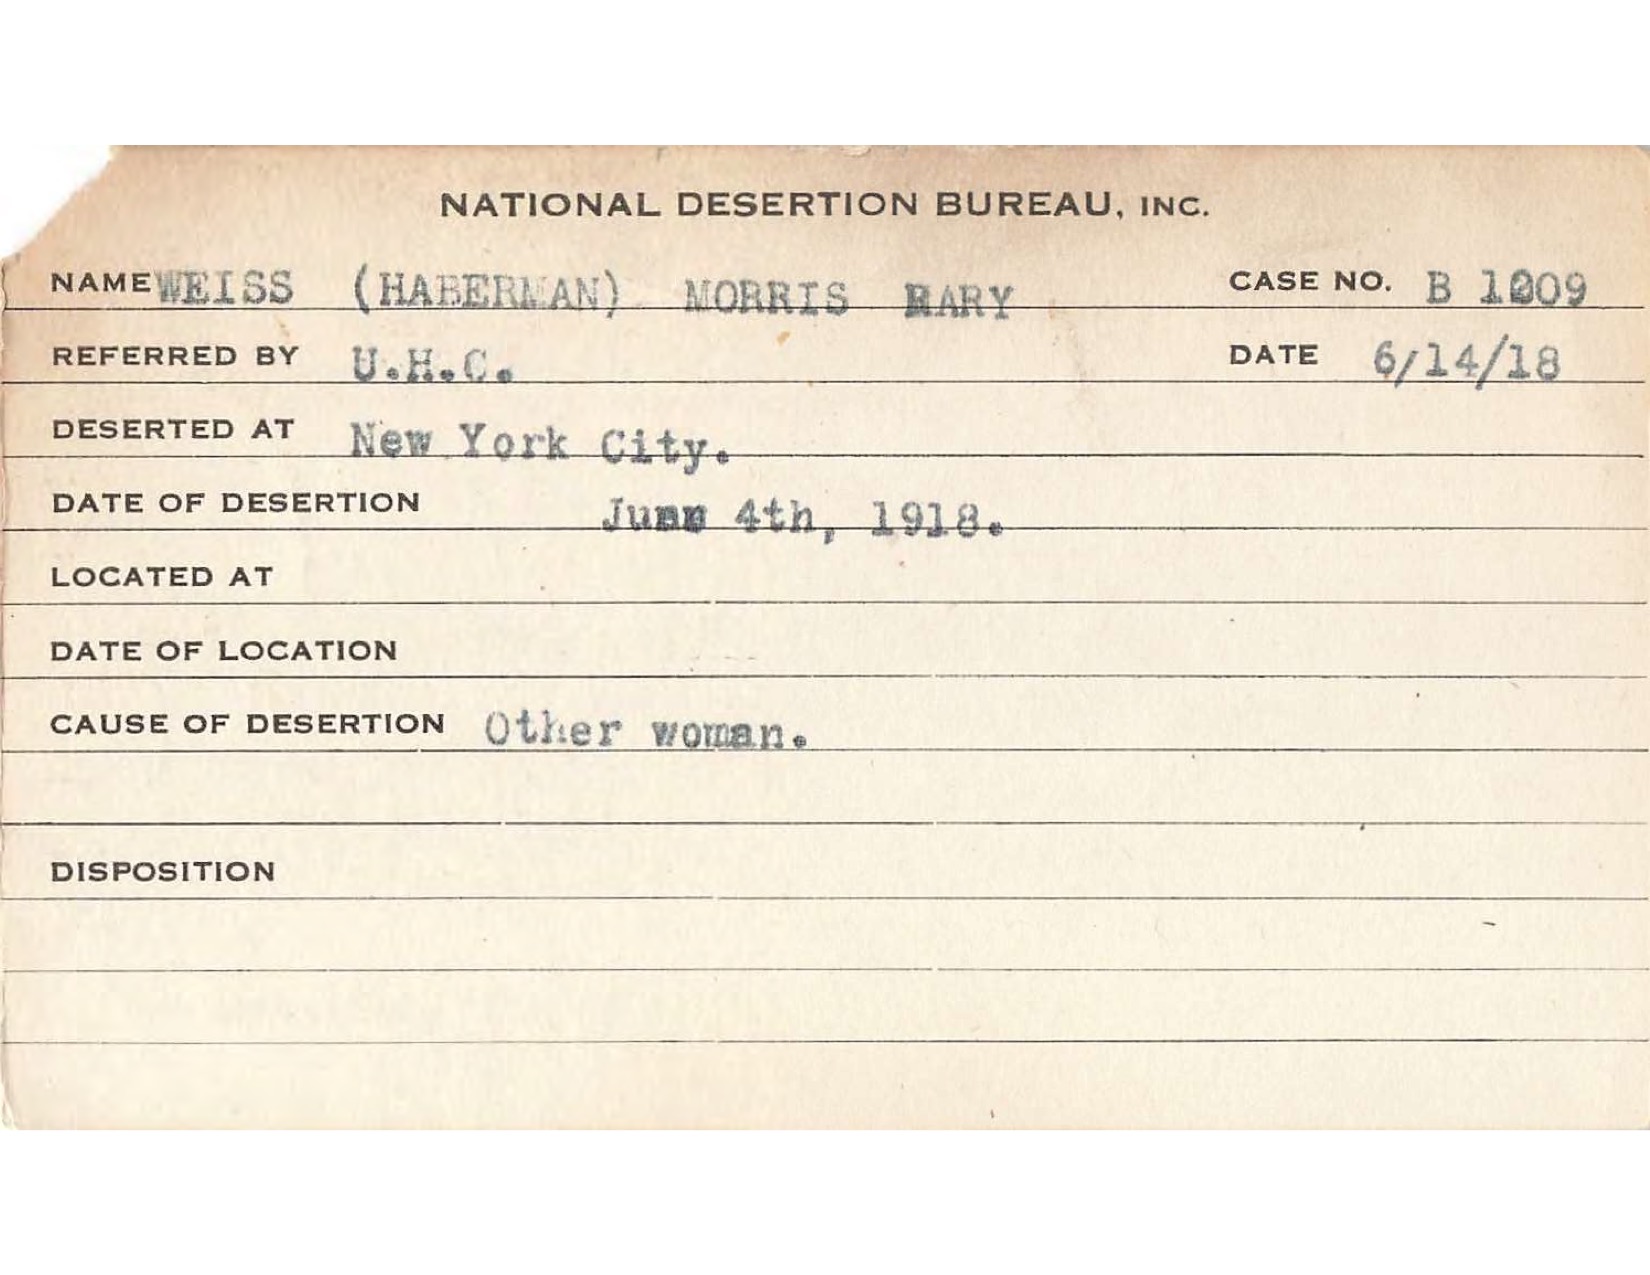 NATIONAL DESERTION BUREAU, INC.
NAME WEISS (HABERMAN) MORRIS CASE NO. B
REFERRED BY U.H.C. DATE 6/14/18
DESERTED AT New York City.
DATE OF DESERTION June 4th, 1918.
LOCATED AT
DATE OF LOCATION
CAUSE OF DESERTION Other woman.
DISPOSITION